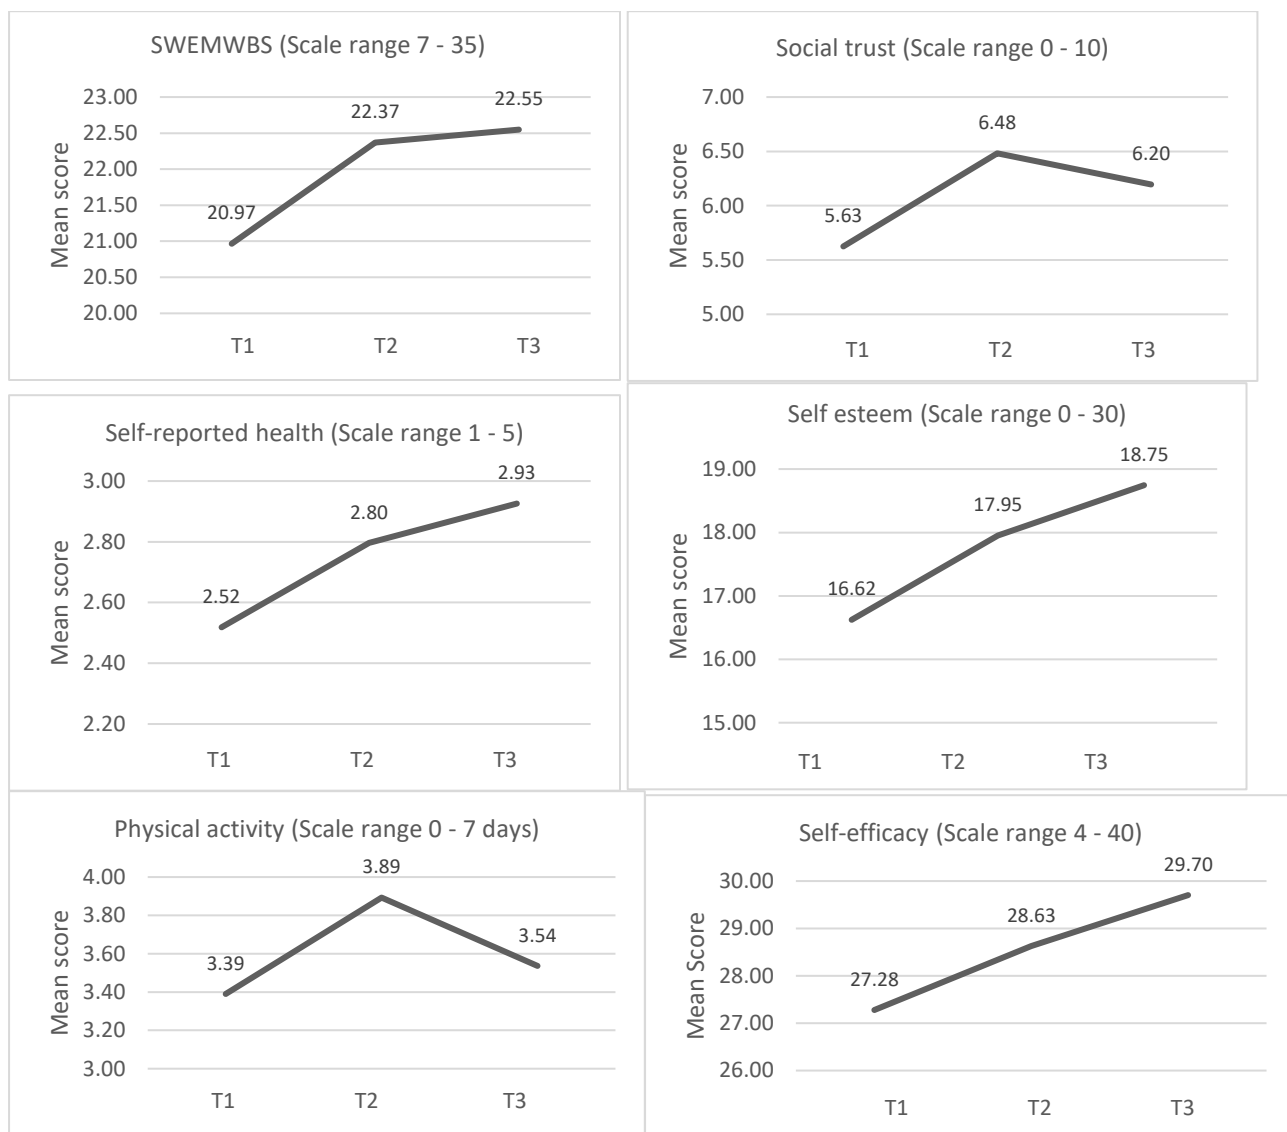 SWEMWBS (Scale range 7 - 35)
Mean score
23.00
22.50
22.00
21.50
21.00
20.50
20.00
20.97
22.37
22.55
T1
T2
T3
Social trust (Scale range 0 - 10)
Mean score
7.00
6.50
6.00
5.50
5.00
5.63
6.48
6.20
T1
T2
T3
Self-reported health (Scale range 1 - 5)
Mean score
3.00
2.80
2.60
2.40
2.20
2.52
2.80
2.93
T1
T2
T3
Self esteem (Scale range 0 - 30)
Mean score
19.00
18.00
17.00
16.00
15.00
16.62
17.95
18.75
T1
T2
T3
Physical activity (Scale range 0 - 7 days)
Mean score
4.00
3.80
3.60
3.40
3.20
3.00
3.39
3.89
3.54
T1
T2
T3
Self-efficacy (Scale range 4 - 40)
Mean Score
30.00
29.00
28.00
27.00
26.00
27.28
28.63
29.70
T1
T2
T3